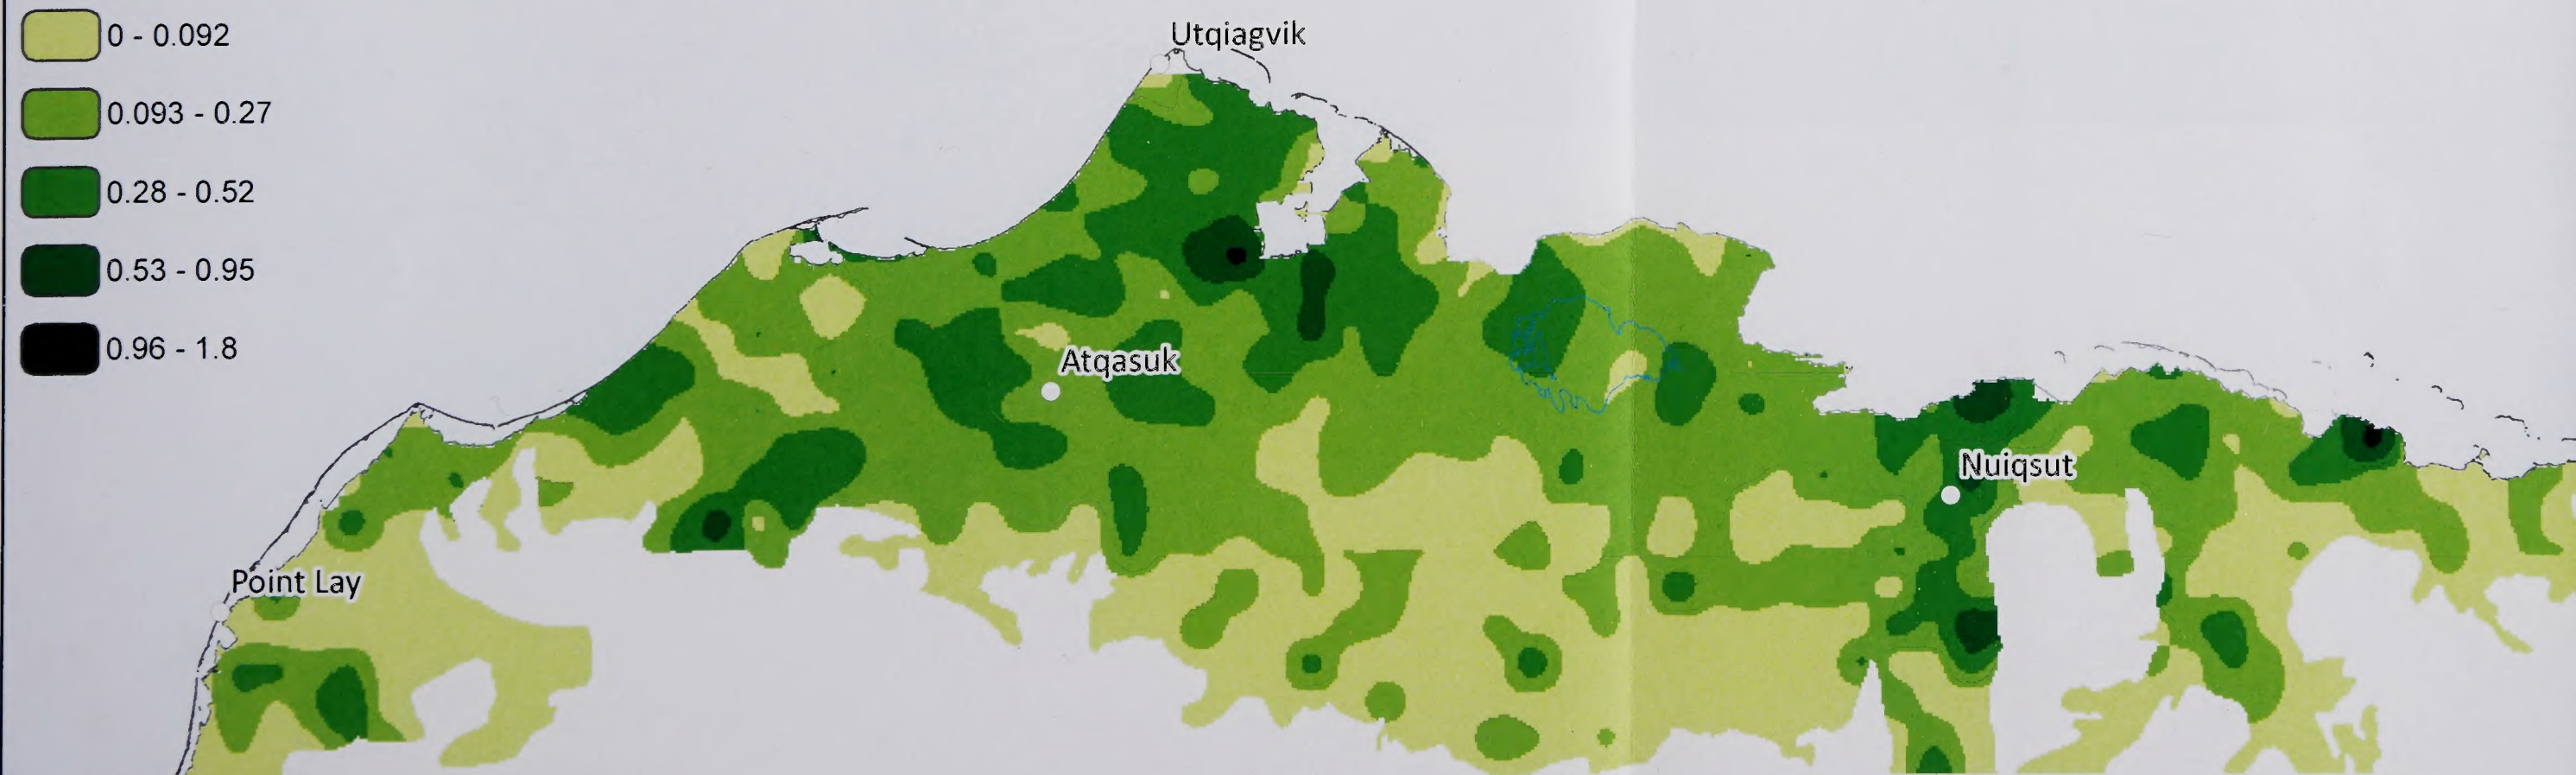 0 - 0.092
0.093 - 0.27
0.28 - 0.52
0.53 - 0.95
0.96 - 1.8
Utqiagvik
Atqasuk
Nuiqsut
Point Lay